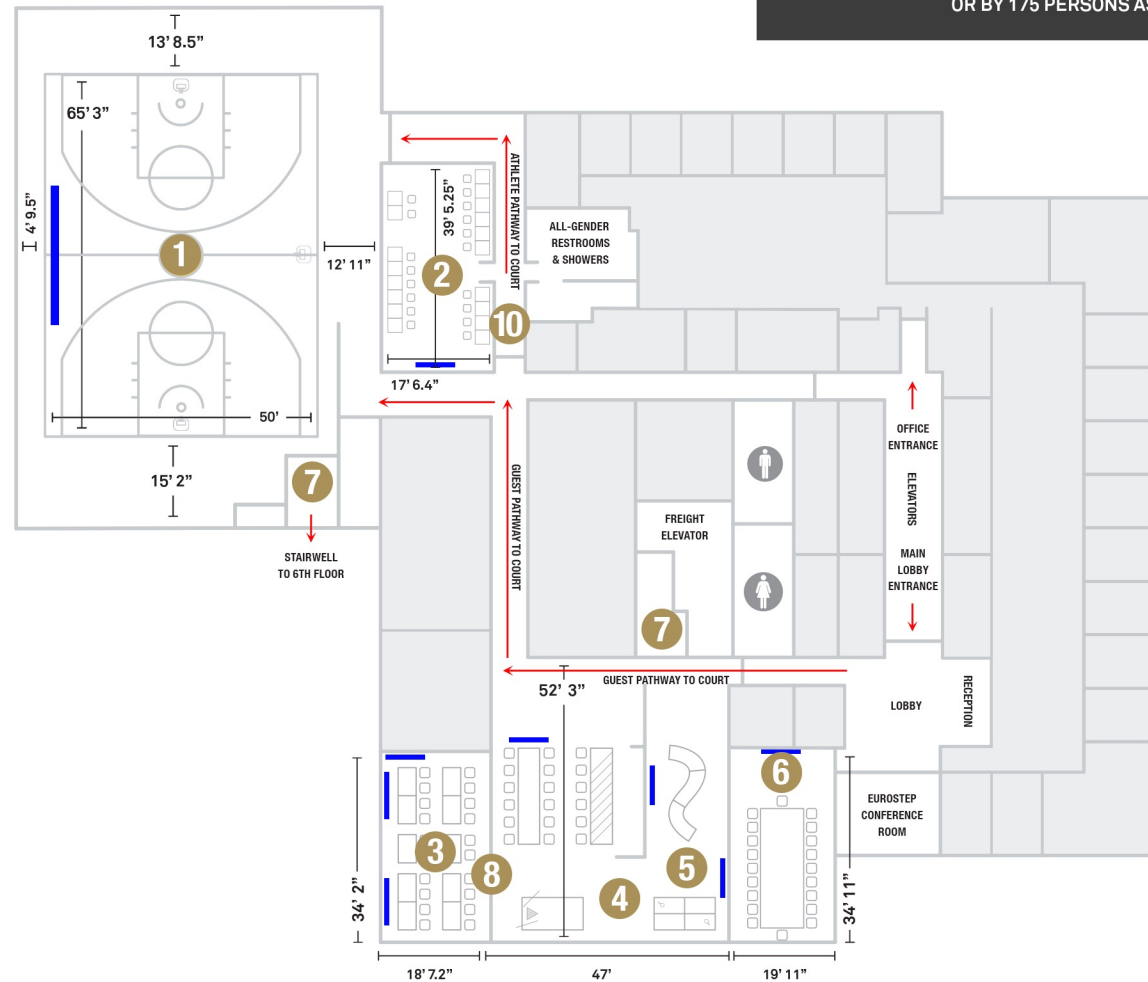 OR BY 175 PERSONS AS
13' 8.5"
65' 3"
4' 9.5"
1
12' 11"
50'
15' 2"
7
STAIRWELL
TO 6TH FLOOR
ATHLETE PATHWAY TO COURT
39' 5.25"
2
10
17' 6.4"
ALL-GENDER
RESTROOMS
& SHOWERS
GUEST PATHWAY TO COURT
FREIGHT
ELEVATOR
7
OFFICE
ENTRANCE
ELEVATORS
MAIN
LOBBY
ENTRANCE
GUEST PATHWAY TO COURT
52' 3"
LOBBY
RECEPTION
6
EUROSTEP
CONFERENCE
ROOM
3
8
4
5
34' 2"
34' 11"
18' 7.2"
47'
19' 11"